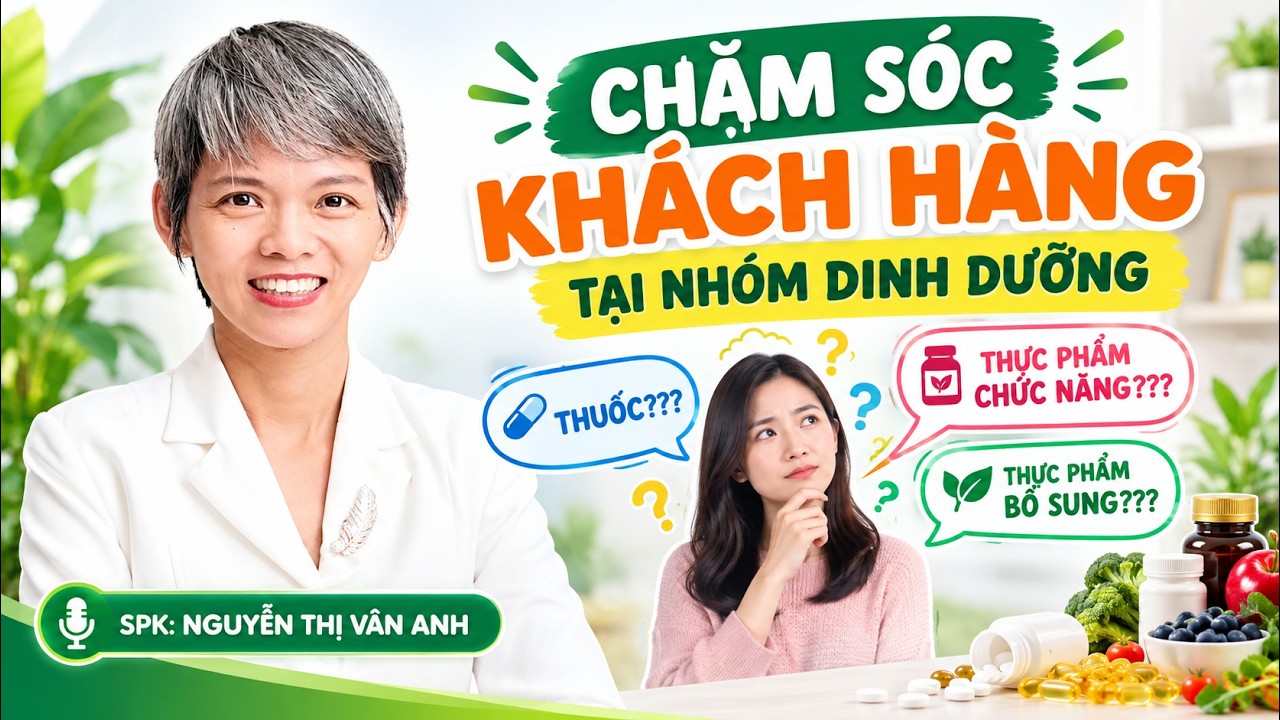 CHẶM SÓC
KHÁCH HÀNG
TẠI NHÓM DINH DƯỠNG
THUỐC???
THỰC PHẨM
CHỨC NĂNG???
THỰC PHẨM
BỔ SUNG???
SPK: NGUYỄN THỊ VÂN ANH